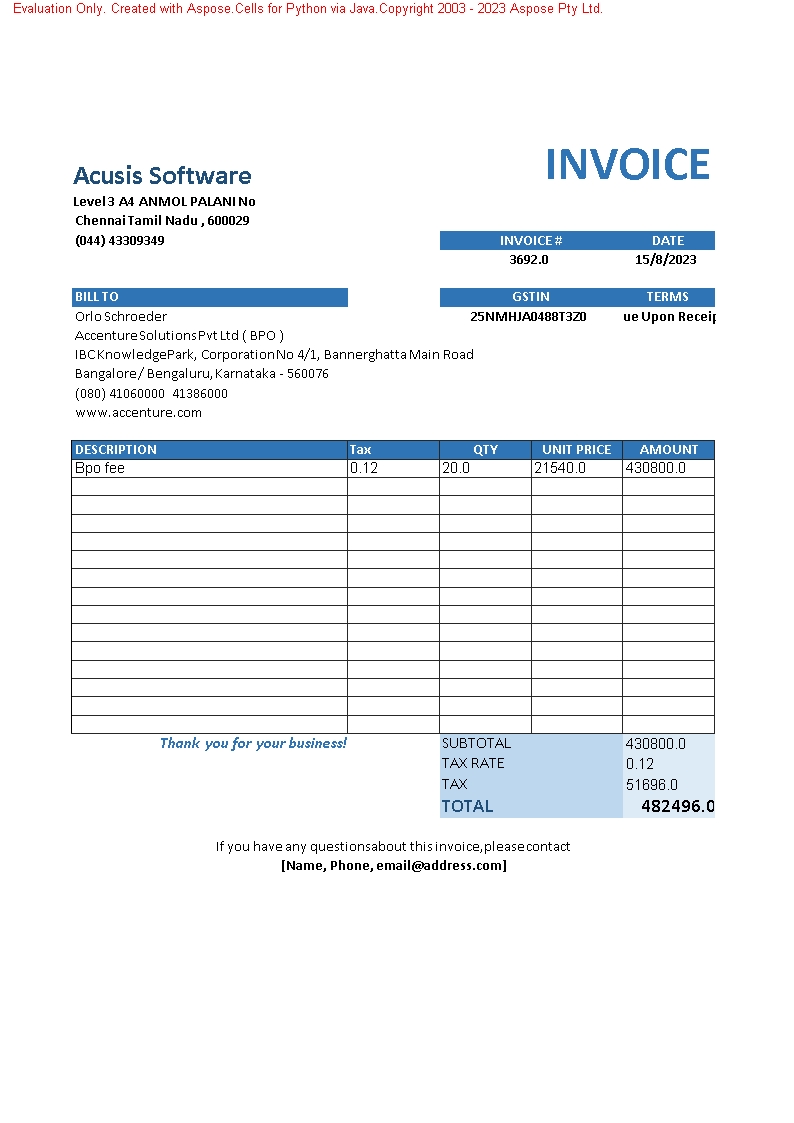 Evaluation Only. Created with Aspose.Cells for Python via Java.Copyright 2003 - 2023 Aspose Pty Ltd.
INVOICE
Acusis Software
Level 3 A4 ANMOL PALANI No
Chennai Tamil Nadu , 600029
(044) 43309349
INVOICE # DATE
3692.0 15/8/2023
BILL TO GSTIN TERMS
Orlo Schroeder 25NMHJA0488T3Z0 ue Upon Receip
Accenture Solutions Pvt Ltd ( BPO )
IBC Knowledge Park, Corporation No 4/1, Bannerghatta Main Road
Bangalore / Bengaluru, Karnataka - 560076
(080) 41060000 41386000
www.accenture.com
DESCRIPTION Tax QTY UNIT PRICE AMOUNT
Bpo fee 0.12 20.0 21540.0 430800.0
Thank you for your business! SUBTOTAL 430800.0
TAX RATE 0.12
TAX 51696.0
TOTAL 482496.0
If you have any questions about this invoice, please contact
[Name, Phone, email@address.com]